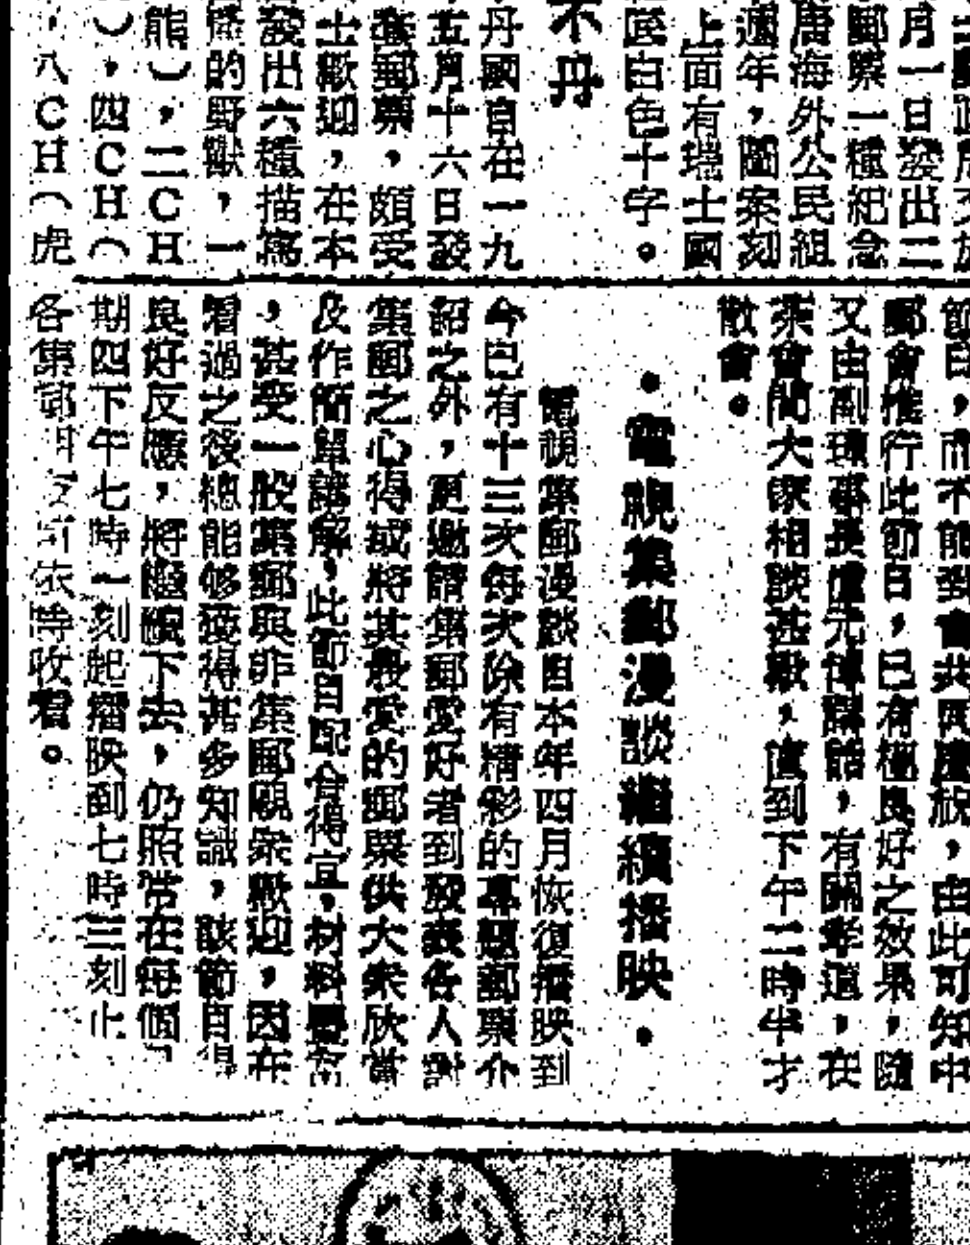 月一日發出二
郵票一種紀念
唐海外公民組
週年，圖案刻
上面有瑞士國
底白色十字。
不丹
丹國自在一九
五月十六日發
套郵票，頗受
士歡迎，在本
發出六種描寫
的野獸，一
熊），二CH
），四CH（
，八CH（虎
節日，而不能到會共同慶祝，由此可知中
郵會推行此節日，已有極良好之效果，隨
又由副理事長盧元偉講話，有關孝道，在
茶會間大家相談甚歡，直到下午二時半才
散會。
•電視集郵漫談繼續播映•
電視集郵漫談自本年四月恢復播映到
今已有十三次每次除有精彩的專題郵票介
紹之外，更邀請集郵愛好者到發表各人對
集郵之心得或將其最愛的郵票供大衆欣賞
及作簡單講解，此節目配合得宜，材料豐富
，甚受一般集郵與非集郵觀衆歡迎，因在
看過之後總能够獲得甚多知識，該節目得
良好反應，將繼續下去，仍照常在每個
期四下午七時一刻起播映到七時三刻止
各集郵朋友可依時收看。